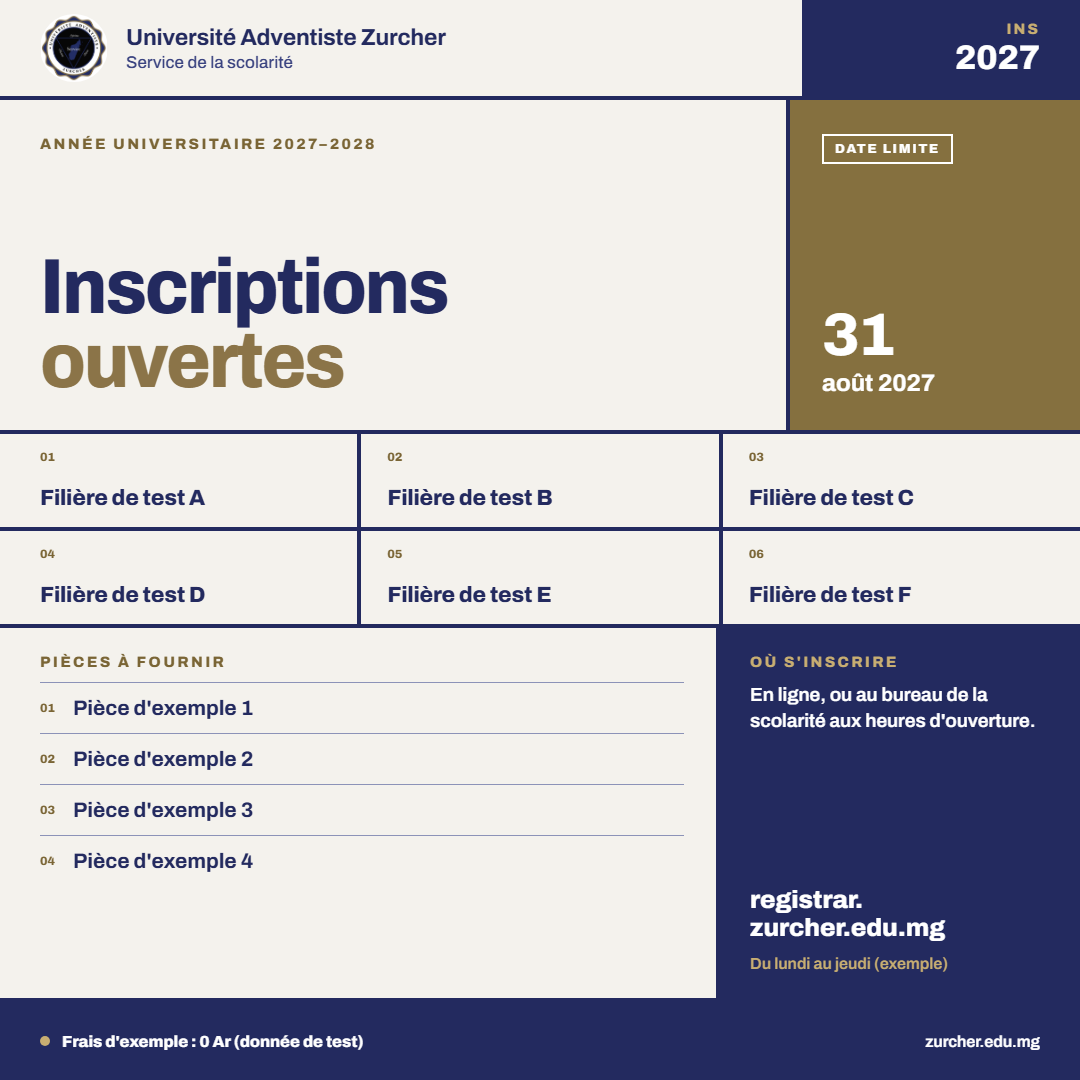 UNIVERSITÉ ADVENTISTE
ZURCHER
Université Adventiste Zurcher
Service de la scolarité
INS
2027
ANNÉE UNIVERSITAIRE 2027–2028
DATE LIMITE
Inscriptions
ouvertes
31
août 2027
01
Filière de test A
02
Filière de test B
03
Filière de test C
04
Filière de test D
05
Filière de test E
06
Filière de test F
PIÈCES À FOURNIR
01 Pièce d'exemple 1
02 Pièce d'exemple 2
03 Pièce d'exemple 3
04 Pièce d'exemple 4
OÙ S'INSCRIRE
En ligne, ou au bureau de la
scolarité aux heures d'ouverture.
registrar.
zurcher.edu.mg
Du lundi au jeudi (exemple)
Frais d'exemple : 0 Ar (donnée de test)
zurcher.edu.mg